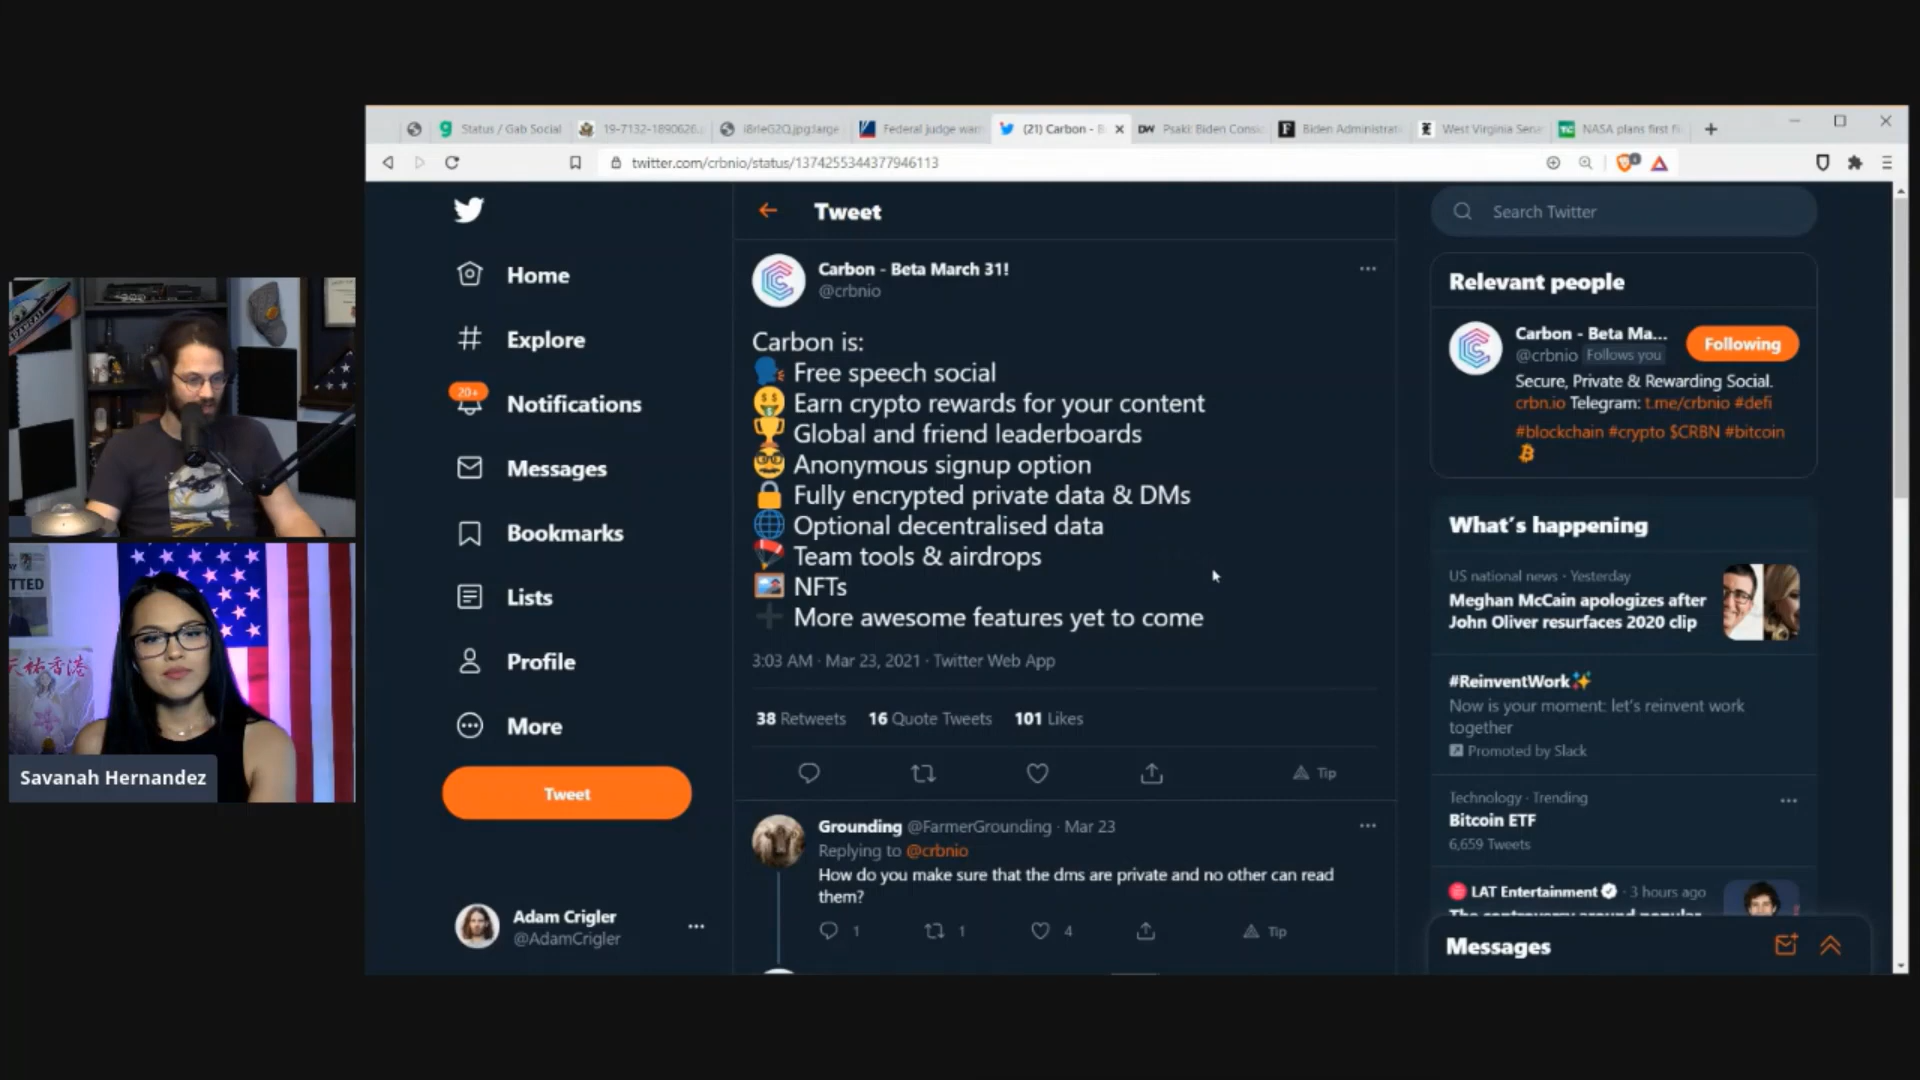 Status / Gab Social
19-7132-1890626.
i8rleG2Q.jpg:large
Federal judge war
(21) Carbon - B
Psaki: Biden Consi
Biden Administrat
West Virginia Sena
NASA plans first fl
twitter.com/crbnio/status/1374255344377946113
Tweet
Search Twitter
Home
Explore
20+
Notifications
Messages
Bookmarks
Lists
Profile
More
Tweet
Adam Crigler
@AdamCrigler
Carbon - Beta March 31!
@crbnio
Carbon is:
🗣 Free speech social
🤑 Earn crypto rewards for your content
🏆 Global and friend leaderboards
🥸 Anonymous signup option
🔒 Fully encrypted private data & DMs
🌐 Optional decentralised data
🪂 Team tools & airdrops
🖼 NFTs
➕ More awesome features yet to come
3:03 AM · Mar 23, 2021 · Twitter Web App
38 Retweets 16 Quote Tweets 101 Likes
Tip
Grounding @FarmerGrounding · Mar 23
Replying to @crbnio
How do you make sure that the dms are private and no other can read
them?
1 1 4 Tip
Relevant people
Carbon - Beta Ma...
@crbnio Follows you
Following
Secure, Private & Rewarding Social.
crbn.io Telegram: t.me/crbnio #defi
#blockchain #crypto $CRBN #bitcoin
What's happening
US national news · Yesterday
Meghan McCain apologizes after
John Oliver resurfaces 2020 clip
#ReinventWork✨
Now is your moment: let's reinvent work
together
Promoted by Slack
Technology · Trending
Bitcoin ETF
6,659 Tweets
LAT Entertainment · 3 hours ago
Messages
TTED
天祐香港
Savanah Hernandez